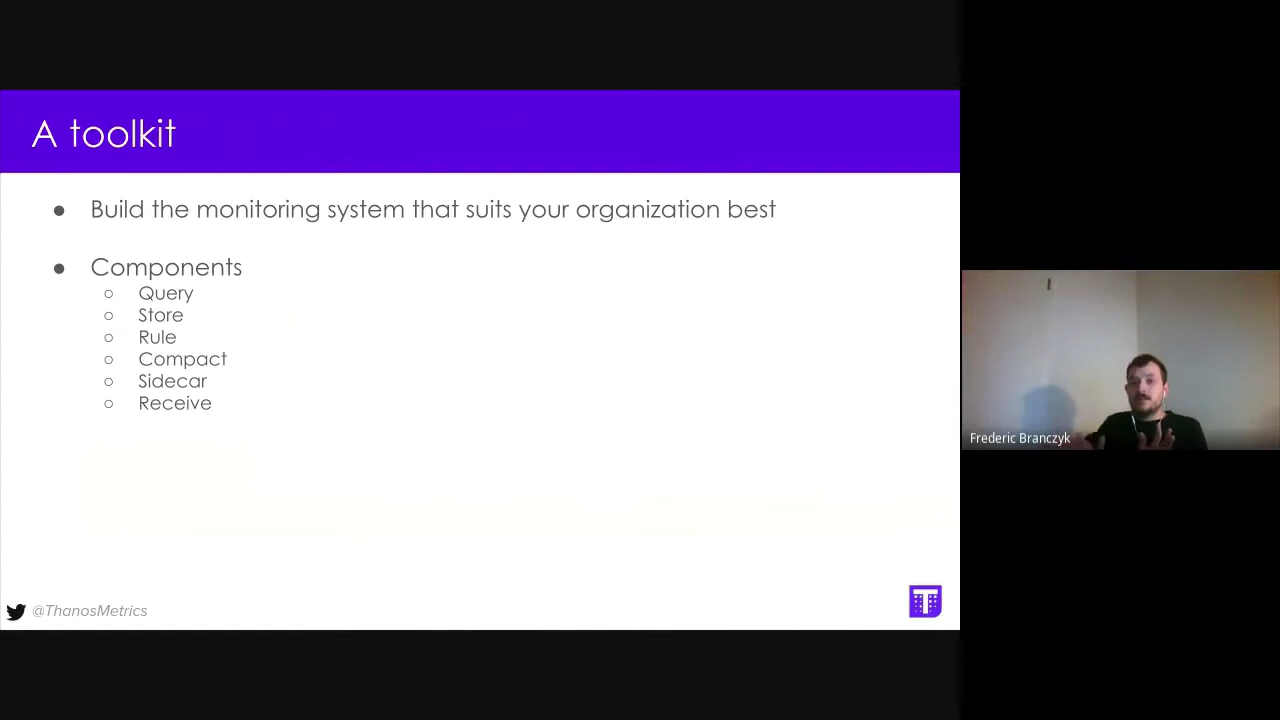 A toolkit
● Build the monitoring system that suits your organization best
● Components
○ Query
○ Store
○ Rule
○ Compact
○ Sidecar
○ Receive
@ThanosMetrics
T
Frederic Branczyk